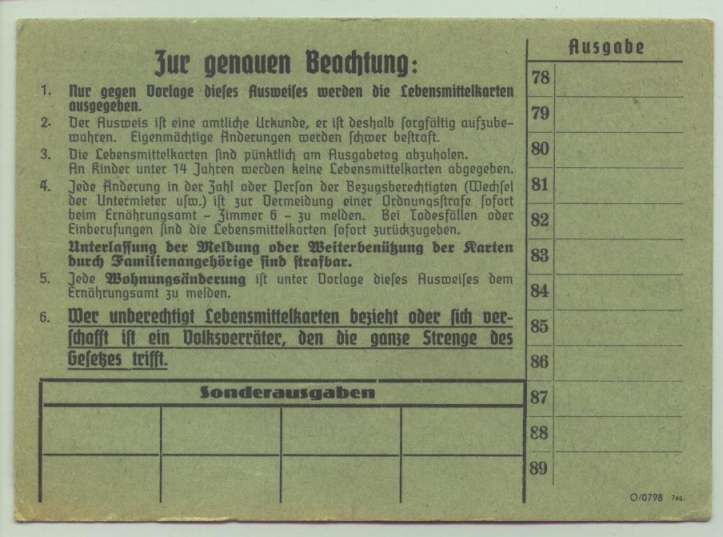 Zur genauen Beachtung:
1. Nur gegen Vorlage dieses Ausweises werden die Lebensmittelkarten
ausgegeben.
2. Der Ausweis ist eine amtliche Urkunde, er ist deshalb sorgfältig aufzube-
wahren. Eigenmächtige Änderungen werden schwer bestraft.
3. Die Lebensmittelkarten sind pünktlich am Ausgabetag abzuholen.
An Kinder unter 14 Jahren werden keine Lebensmittelkarten abgegeben.
4. Jede Änderung in der Zahl oder Person der Bezugsberechtigten (Wechsel
der Untermieter usw.) ist zur Vermeidung einer Ordnungsstrafe sofort
beim Ernährungsamt – Zimmer 6 – zu melden. Bei Todesfällen oder
Einberufungen sind die Lebensmittelkarten sofort zurückzugeben.
Unterlassung der Meldung oder Weiterbenützung der Karten
durch Familienangehörige sind strafbar.
5. Jede Wohnungsänderung ist unter Vorlage dieses Ausweises dem
Ernährungsamt zu melden.
6. Wer unberechtigt Lebensmittelkarten bezieht oder sich ver-
schafft ist ein Volksverräter, den die ganze Strenge des
Gesetzes trifft.
Sonderausgaben
Ausgabe
78
79
80
81
82
83
84
85
86
87
88
89
O/0798